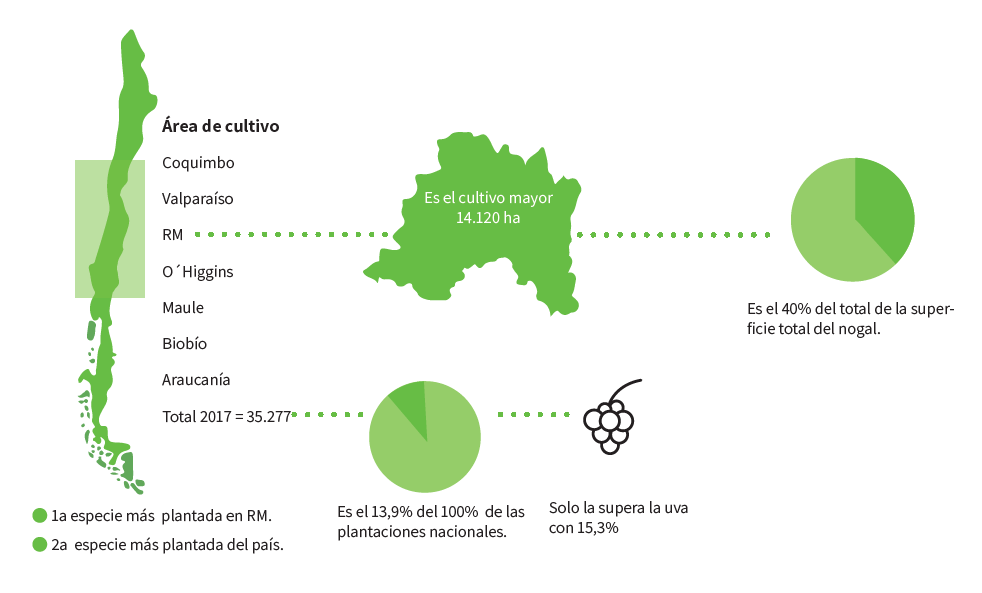 Área de cultivo
Coquimbo
Valparaíso
RM
O´Higgins
Maule
Biobío
Araucanía
Total 2017 = 35.277
Es el cultivo mayor
14.120 ha
Es el 40% del total de la super-
ficie total del nogal.
Es el 13,9% del 100% de las
plantaciones nacionales.
Solo la supera la uva
con 15,3%
1a especie más plantada en RM.
2a especie más plantada del país.